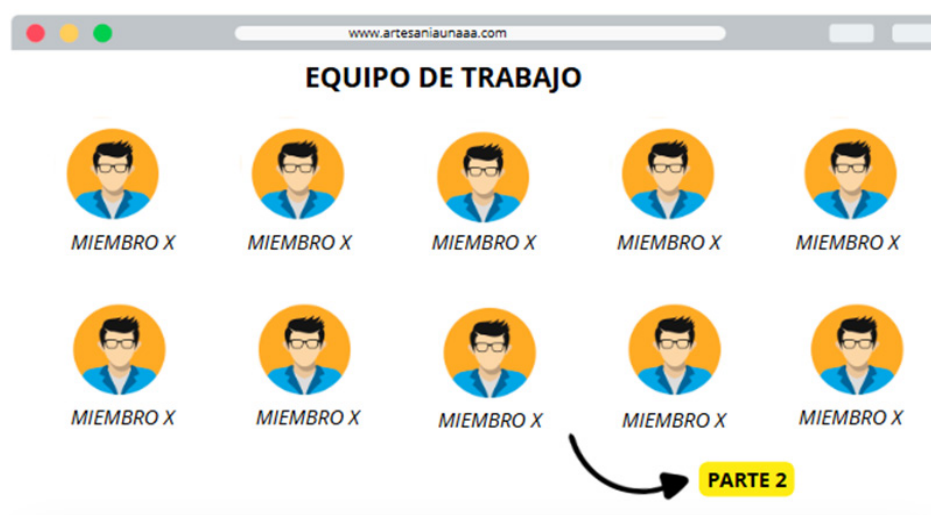 www.artesaniaunaaa.com
EQUIPO DE TRABAJO
MIEMBRO X MIEMBRO X MIEMBRO X MIEMBRO X MIEMBRO X
MIEMBRO X MIEMBRO X MIEMBRO X MIEMBRO X MIEMBRO X
PARTE 2